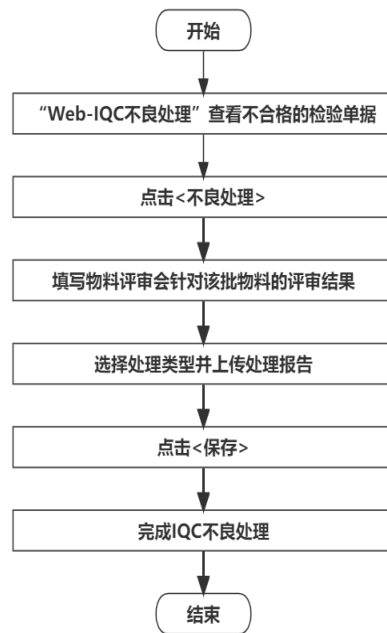 开始
“Web-IQC不良处理”查看不合格的检验单据
点击<不良处理>
填写物料评审会针对该批物料的评审结果
选择处理类型并上传处理报告
点击<保存>
完成IQC不良处理
结束